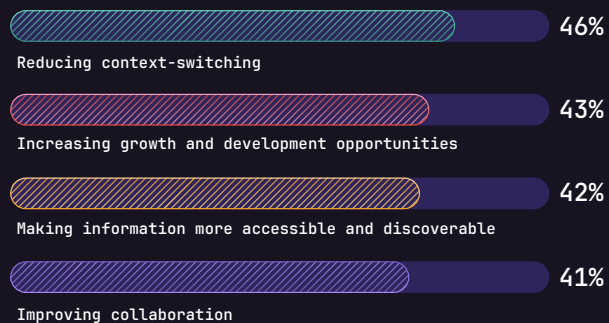 46%
Reducing context-switching
43%
Increasing growth and development opportunities
42%
Making information more accessible and discoverable
41%
Improving collaboration